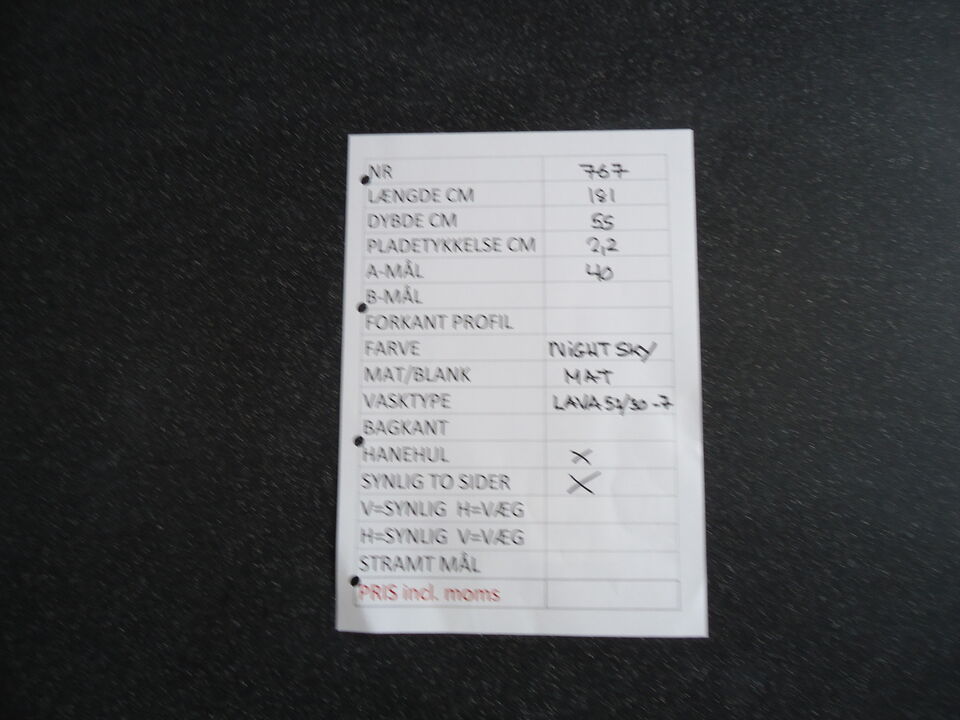 NR 767
LÆNGDE CM 181
DYBDE CM 55
PLADETYKKELSE CM 2,2
A-MÅL 40
B-MÅL
FORKANT PROFIL
FARVE NIGHT SKY
MAT/BLANK MAT
VASKTYPE LAVA 57/30-7
BAGKANT
HANEHUL X
SYNLIG TO SIDER X
V=SYNLIG H=VÆG
H=SYNLIG V=VÆG
STRAMT MÅL
PRIS incl. moms